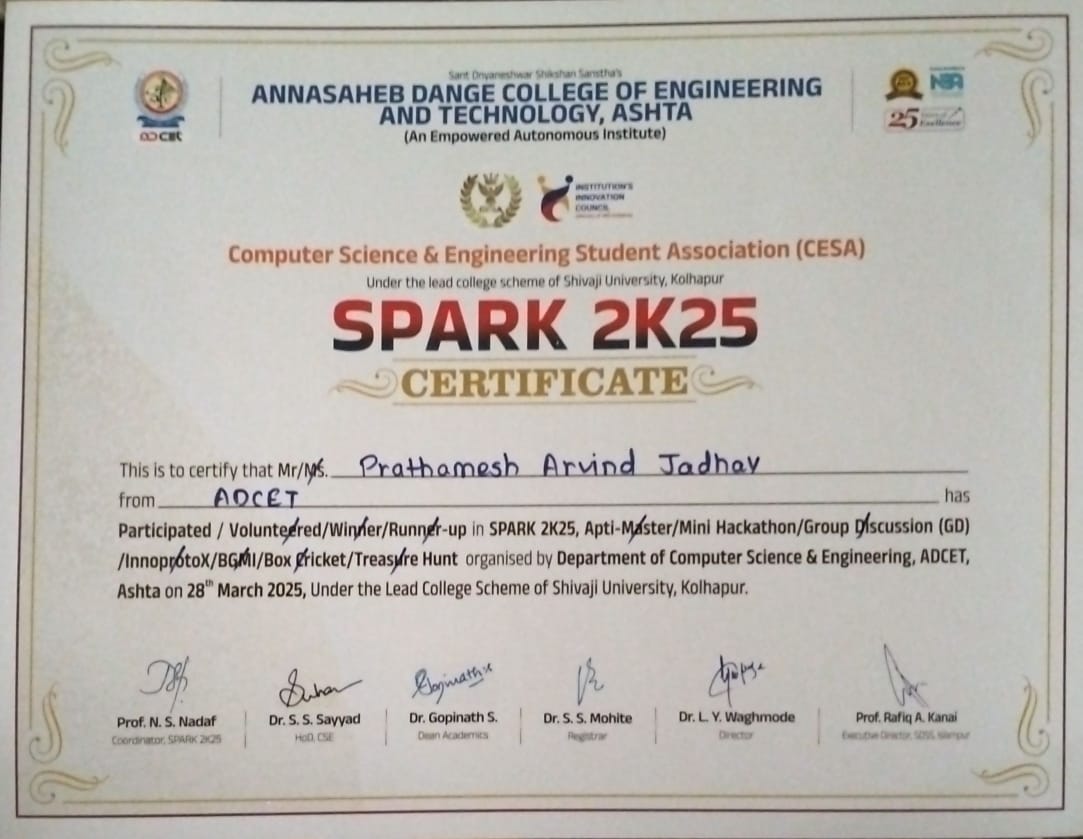 Sant Dnyaneshwar Shikshan Sanstha's
ANNASAHEB DANGE COLLEGE OF ENGINEERING
AND TECHNOLOGY, ASHTA
(An Empowered Autonomous Institute)
adcet
NBA
25 Years of Excellence
INSTITUTION'S
INNOVATION
COUNCIL
Computer Science & Engineering Student Association (CESA)
Under the lead college scheme of Shivaji University, Kolhapur
SPARK 2K25
CERTIFICATE
This is to certify that Mr/Ms. Prathamesh Arvind Jadhav
from ADCET has
Participated / Volunteered/Winner/Runner-up in SPARK 2K25, Apti-Master/Mini Hackathon/Group Discussion (GD)
/InnoprotoX/BGMI/Box Cricket/Treasure Hunt organised by Department of Computer Science & Engineering, ADCET,
Ashta on 28th March 2025, Under the Lead College Scheme of Shivaji University, Kolhapur.
Prof. N. S. Nadaf
Coordinator, SPARK 2K25
Dr. S. S. Sayyad
HoD, CSE
Dr. Gopinath S.
Dean Academics
Dr. S. S. Mohite
Registrar
Dr. L. Y. Waghmode
Director
Prof. Rafiq A. Kanai
Executive Director, SDSS, Islampur